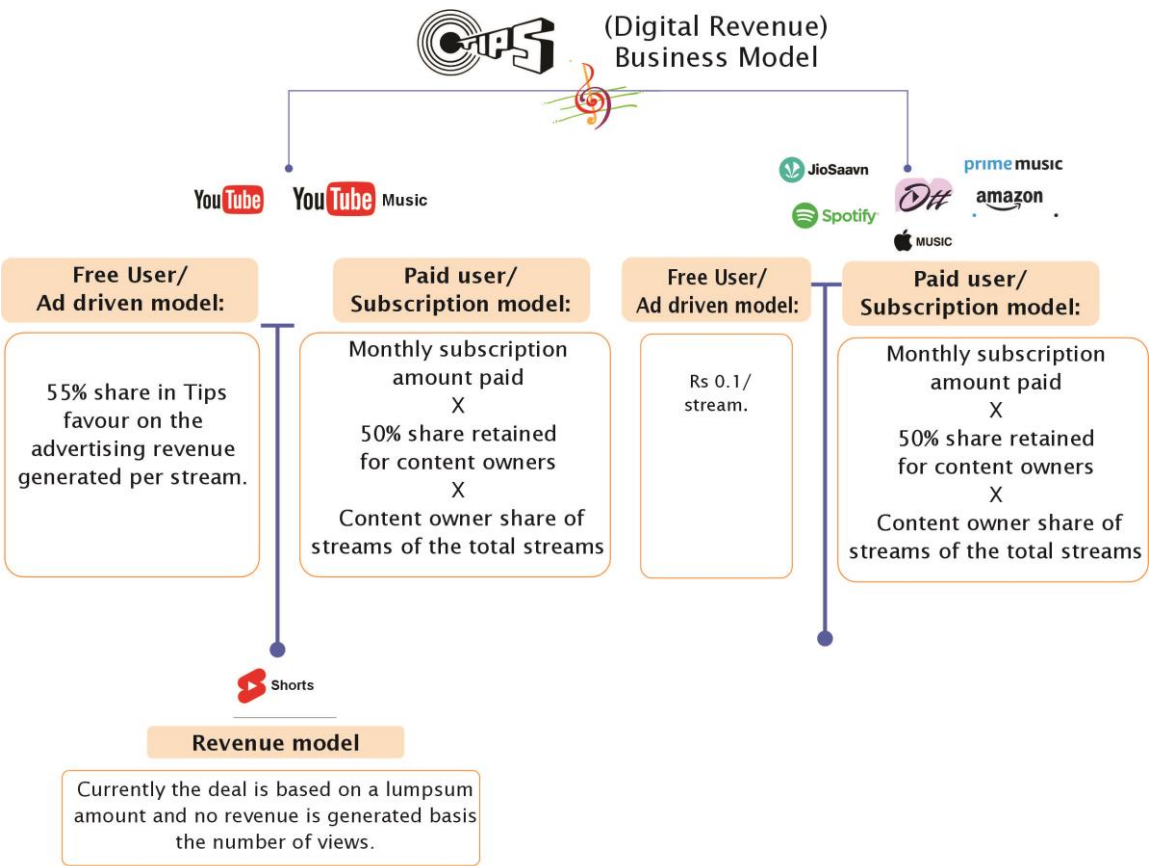 TIPS
(Digital Revenue)
Business Model
YouTube
YouTube Music
JioSaavn
prime music
Ott
amazon
Spotify
MUSIC
Free User/
Ad driven model:
55% share in Tips
favour on the
advertising revenue
generated per stream.
Paid user/
Subscription model:
Monthly subscription
amount paid
X
50% share retained
for content owners
X
Content owner share of
streams of the total streams
Free User/
Ad driven model:
Rs 0.1/
stream.
Paid user/
Subscription model:
Monthly subscription
amount paid
X
50% share retained
for content owners
X
Content owner share of
streams of the total streams
Shorts
Revenue model
Currently the deal is based on a lumpsum
amount and no revenue is generated basis
the number of views.